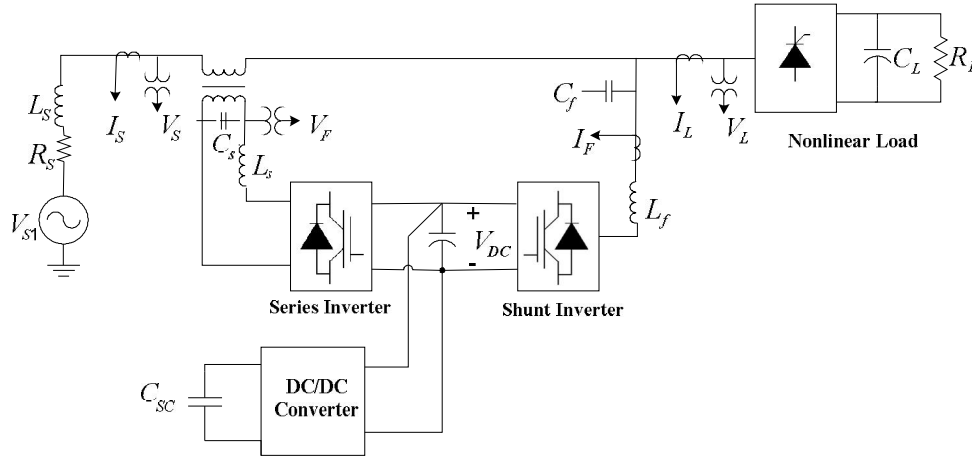 L_S
R_S
V_S1
I_S
V_S
C_s
V_F
L_s
C_f
I_F
L_f
I_L
V_L
C_L
Nonlinear Load
+
V_DC
-
Series Inverter
Shunt Inverter
C_SC
DC/DC
Converter